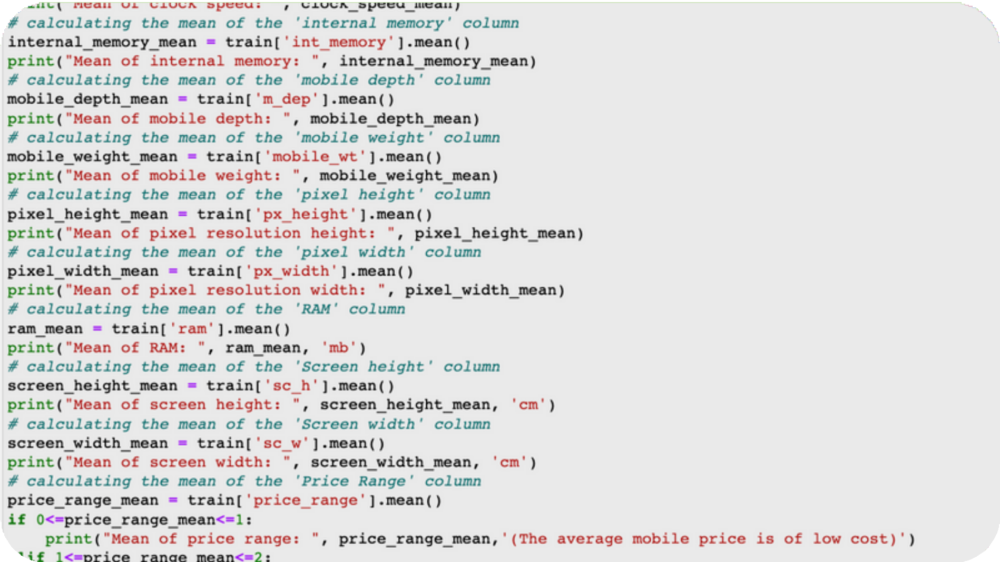 print("Mean of clock speed: ", clock_speed_mean)
# calculating the mean of the 'internal memory' column
internal_memory_mean = train['int_memory'].mean()
print("Mean of internal memory: ", internal_memory_mean)
# calculating the mean of the 'mobile depth' column
mobile_depth_mean = train['m_dep'].mean()
print("Mean of mobile depth: ", mobile_depth_mean)
# calculating the mean of the 'mobile weight' column
mobile_weight_mean = train['mobile_wt'].mean()
print("Mean of mobile weight: ", mobile_weight_mean)
# calculating the mean of the 'pixel height' column
pixel_height_mean = train['px_height'].mean()
print("Mean of pixel resolution height: ", pixel_height_mean)
# calculating the mean of the 'pixel width' column
pixel_width_mean = train['px_width'].mean()
print("Mean of pixel resolution width: ", pixel_width_mean)
# calculating the mean of the 'RAM' column
ram_mean = train['ram'].mean()
print("Mean of RAM: ", ram_mean, 'mb')
# calculating the mean of the 'Screen height' column
screen_height_mean = train['sc_h'].mean()
print("Mean of screen height: ", screen_height_mean, 'cm')
# calculating the mean of the 'Screen width' column
screen_width_mean = train['sc_w'].mean()
print("Mean of screen width: ", screen_width_mean, 'cm')
# calculating the mean of the 'Price Range' column
price_range_mean = train['price_range'].mean()
if 0<=price_range_mean<=1:
    print("Mean of price range: ", price_range_mean,'(The average mobile price is of low cost)')
elif 1<=price_range_mean<=2: